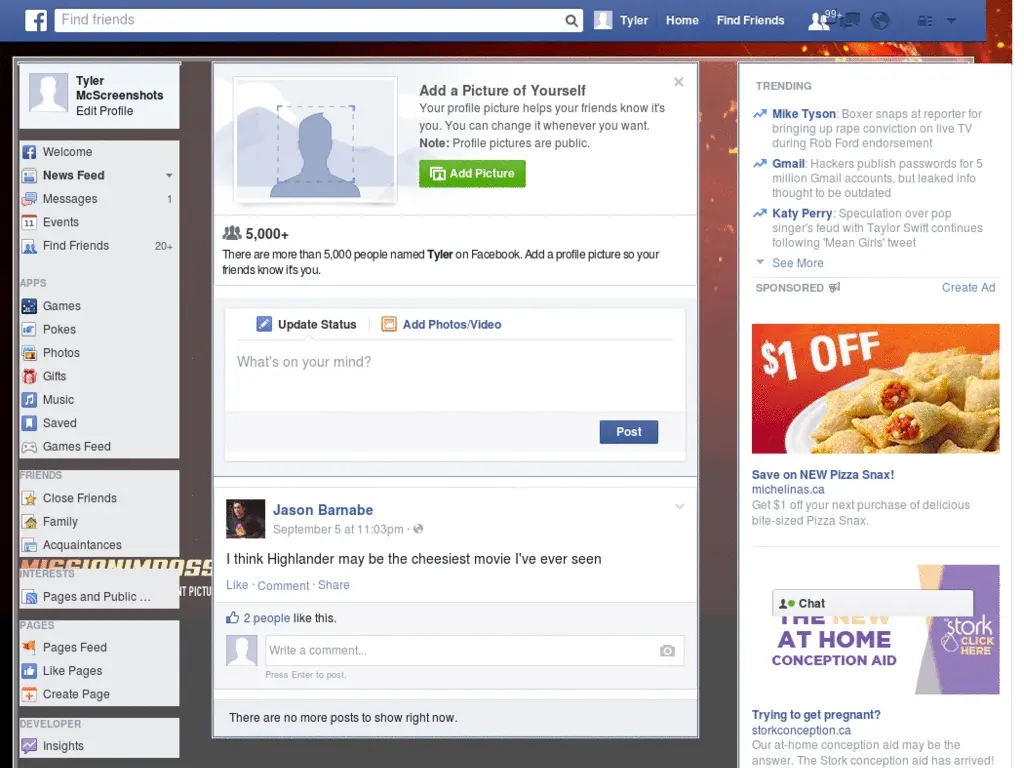 f
Find friends
Tyler
Home
Find Friends
99+
Tyler
McScreenshots
Edit Profile
Welcome
News Feed
Messages
1
11
Events
Find Friends
20+
APPS
Games
Pokes
Photos
Gifts
Music
Saved
Games Feed
FRIENDS
Close Friends
Family
Acquaintances
INTERESTS
Pages and Public ...
PAGES
Pages Feed
Like Pages
Create Page
DEVELOPER
Insights
Add a Picture of Yourself
Your profile picture helps your friends know it's
you. You can change it whenever you want.
Note: Profile pictures are public.
Add Picture
5,000+
There are more than 5,000 people named Tyler on Facebook. Add a profile picture so your
friends know it's you.
Update Status
Add Photos/Video
What's on your mind?
Post
Jason Barnabe
September 5 at 11:03pm ·
I think Highlander may be the cheesiest movie I've ever seen
Like · Comment · Share
2 people like this.
Write a comment...
Press Enter to post.
There are no more posts to show right now.
TRENDING
Mike Tyson: Boxer snaps at reporter for
bringing up rape conviction on live TV
during Rob Ford endorsement
Gmail: Hackers publish passwords for 5
million Gmail accounts, but leaked info
thought to be outdated
Katy Perry: Speculation over pop
singer's feud with Taylor Swift continues
following 'Mean Girls' tweet
See More
SPONSORED
Create Ad
$1 OFF
Save on NEW Pizza Snax!
michelinas.ca
Get $1 off your next purchase of delicious
bite-sized Pizza Snax.
Chat
THE NEW
AT HOME
CONCEPTION AID
the stork
CLICK
HERE
Trying to get pregnant?
storkconception.ca
Our at-home conception aid may be the
answer. The Stork conception aid has arrived!